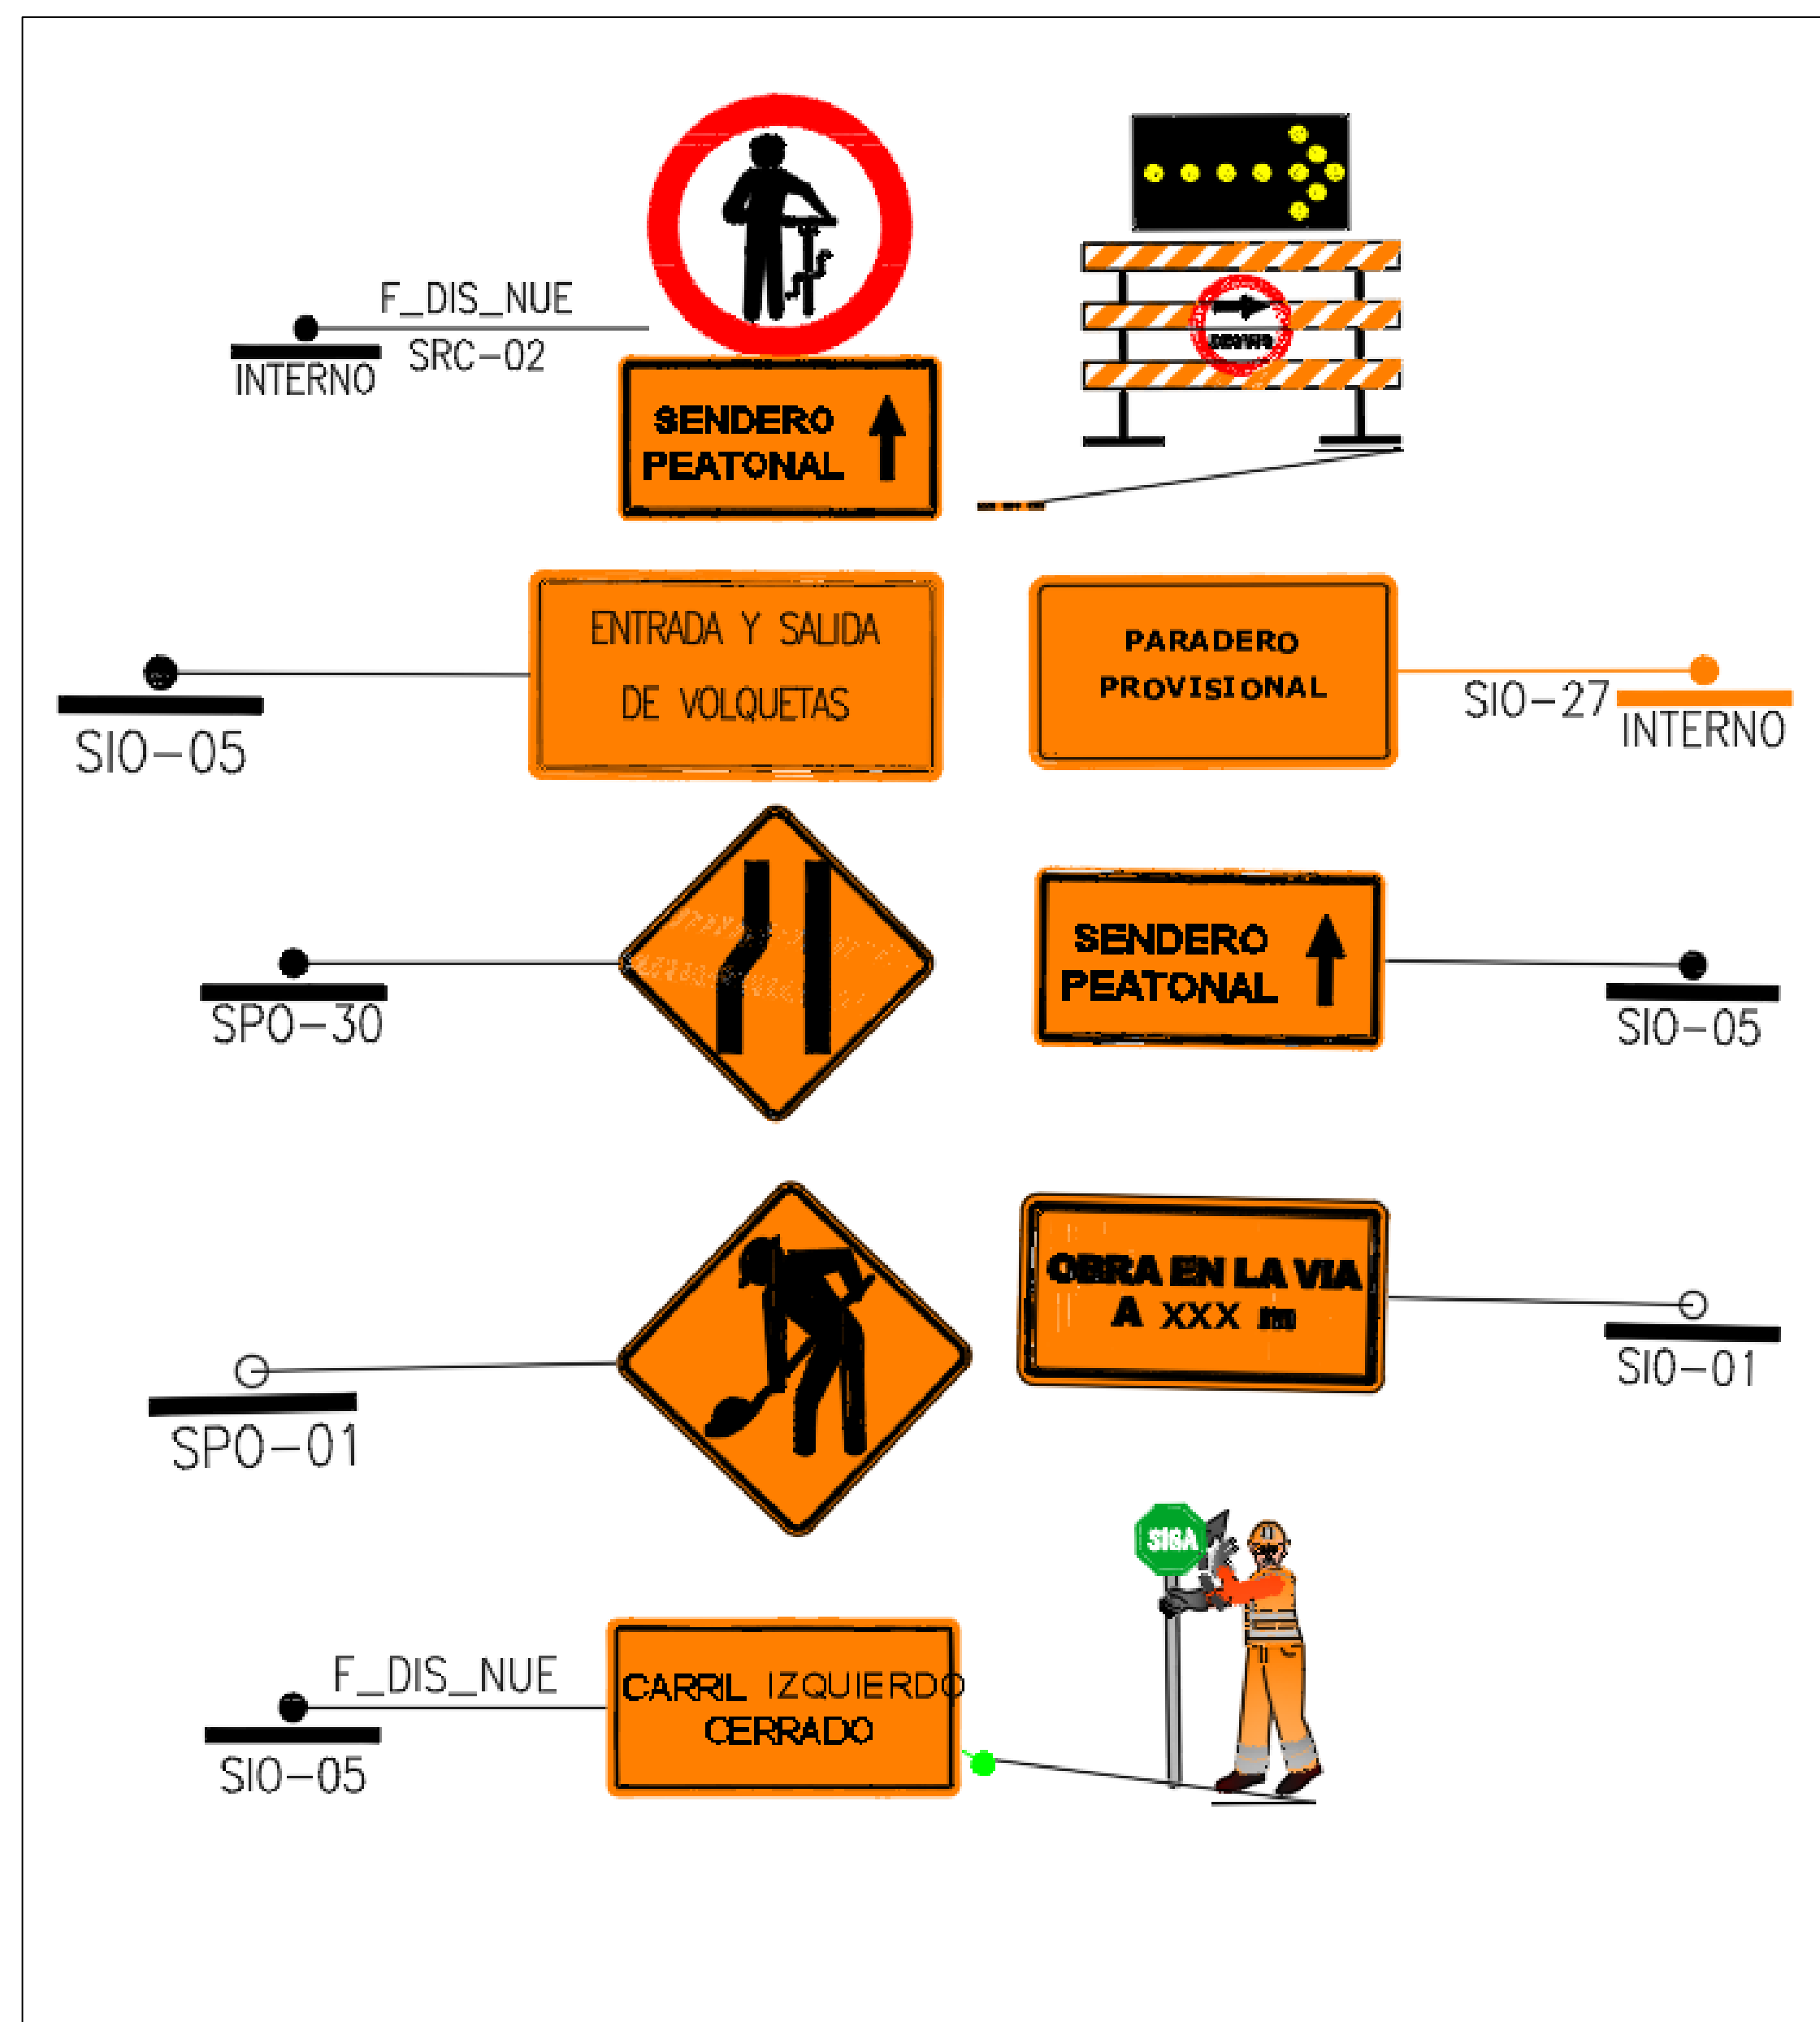 F_DIS_NUE
SRC-02
INTERNO
SENDERO
PEATONAL
ENTRADA Y SALIDA
DE VOLQUETAS
SIO-05
PARADERO
PROVISIONAL
SIO-27
INTERNO
SPO-30
SENDERO
PEATONAL
SIO-05
SPO-01
OBRA EN LA VIA
A XXX m
SIO-01
SIGA
F_DIS_NUE
SIO-05
CARRIL IZQUIERDO
CERRADO